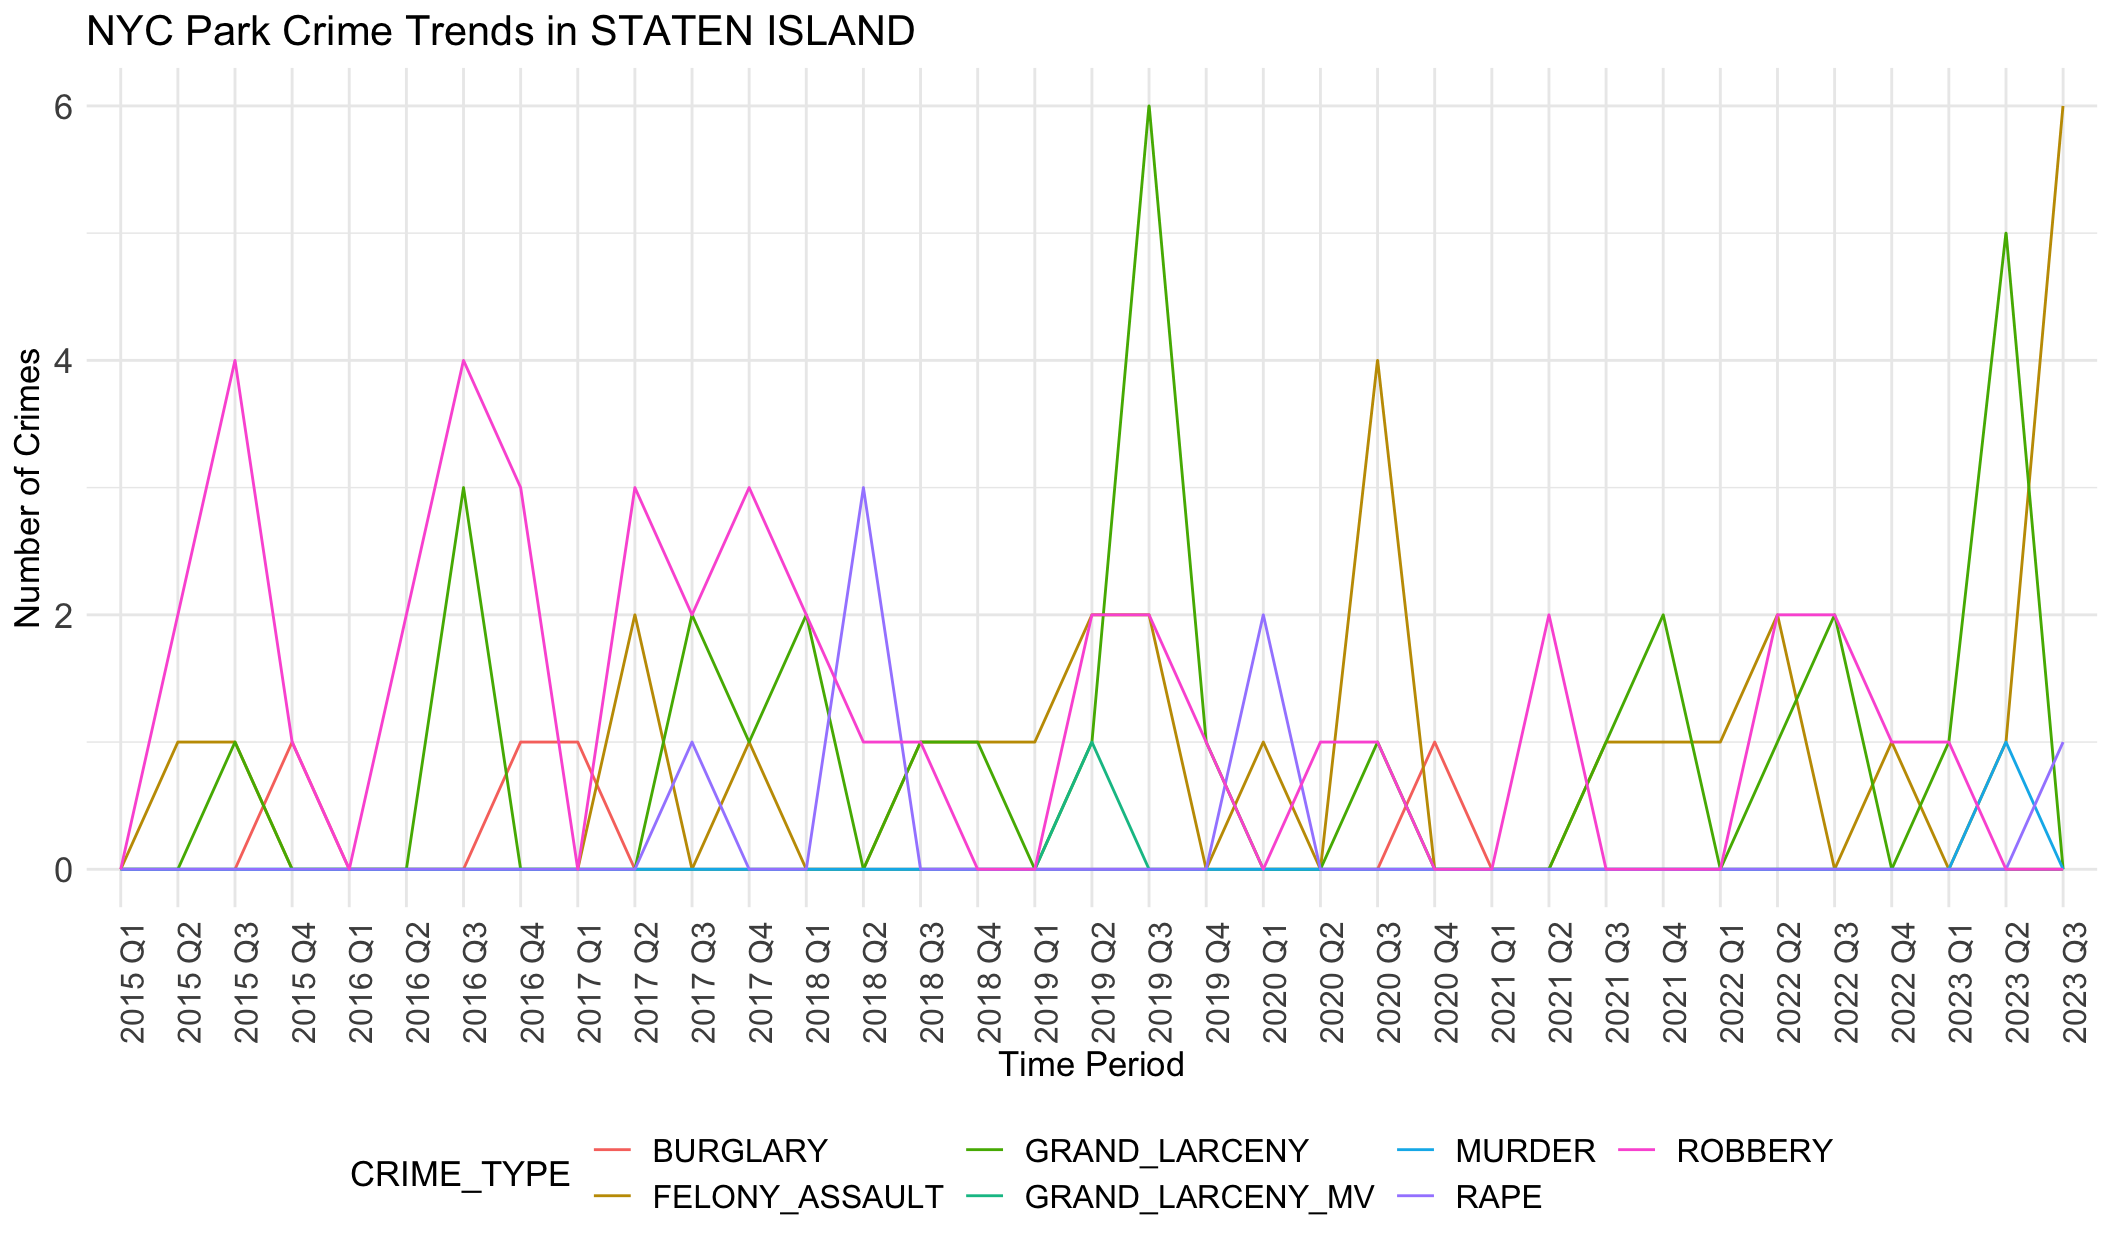 NYC Park Crime Trends in STATEN ISLAND
Number of Crimes
6
4
2
0
2015 Q1
2015 Q2
2015 Q3
2015 Q4
2016 Q1
2016 Q2
2016 Q3
2016 Q4
2017 Q1
2017 Q2
2017 Q3
2017 Q4
2018 Q1
2018 Q2
2018 Q3
2018 Q4
2019 Q1
2019 Q2
2019 Q3
2019 Q4
2020 Q1
2020 Q2
2020 Q3
2020 Q4
2021 Q1
2021 Q2
2021 Q3
2021 Q4
2022 Q1
2022 Q2
2022 Q3
2022 Q4
2023 Q1
2023 Q2
2023 Q3
Time Period
CRIME_TYPE
BURGLARY
FELONY_ASSAULT
GRAND_LARCENY
GRAND_LARCENY_MV
MURDER
RAPE
ROBBERY